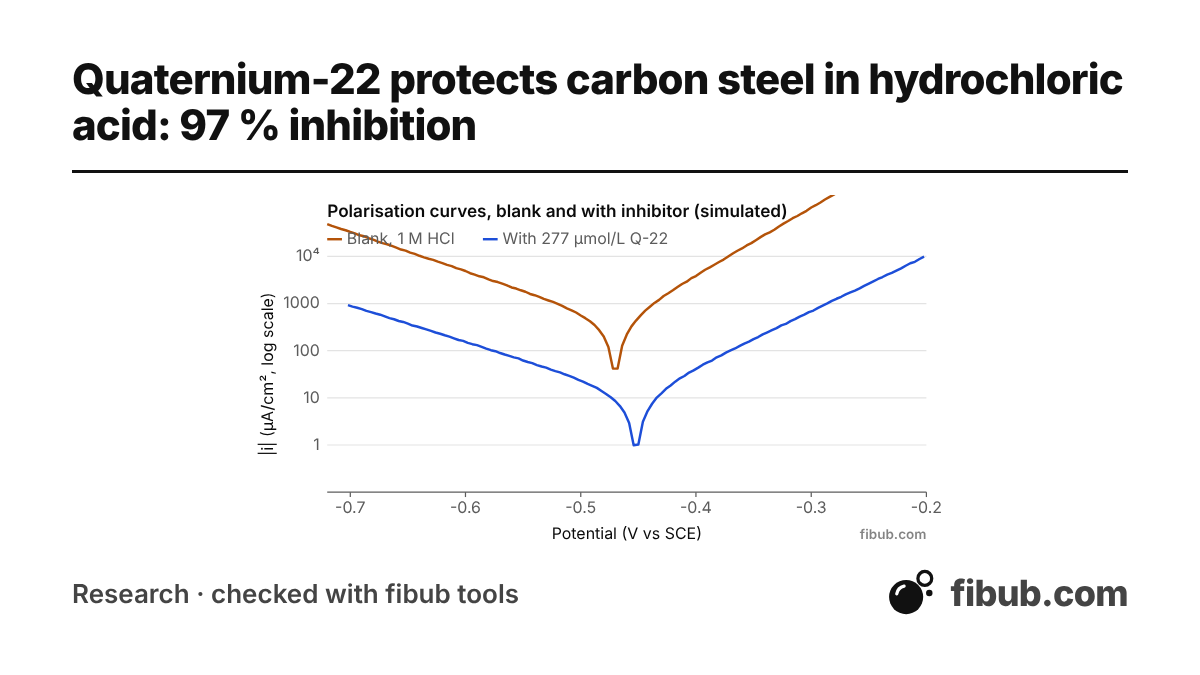 Quaternium-22 protects carbon steel in hydrochloric
acid: 97 % inhibition
Polarisation curves, blank and with inhibitor (simulated)
Blank, 1 M HCl
With 277 µmol/L Q-22
10⁴
1000
100
10
1
|i| (µA/cm², log scale)
-0.7
-0.6
-0.5
-0.4
-0.3
-0.2
Potential (V vs SCE)
fibub.com
Research · checked with fibub tools
fibub.com